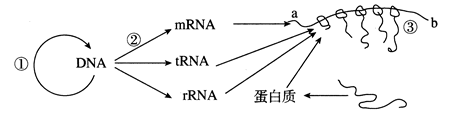 ② mRNA a b
③
① DNA tRNA
rRNA 蛋白质